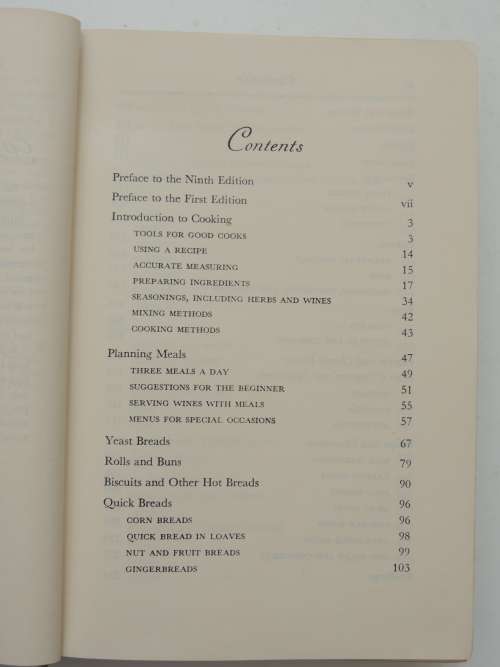 Contents
Preface to the Ninth Edition v
Preface to the First Edition vii
Introduction to Cooking 3
TOOLS FOR GOOD COOKS 3
USING A RECIPE 14
ACCURATE MEASURING 15
PREPARING INGREDIENTS 17
SEASONINGS, INCLUDING HERBS AND WINES 34
MIXING METHODS 42
COOKING METHODS 43
Planning Meals 47
THREE MEALS A DAY 49
SUGGESTIONS FOR THE BEGINNER 51
SERVING WINES WITH MEALS 55
MENUS FOR SPECIAL OCCASIONS 57
Yeast Breads 67
Rolls and Buns 79
Biscuits and Other Hot Breads 90
Quick Breads 96
CORN BREADS 96
QUICK BREAD IN LOAVES 98
NUT AND FRUIT BREADS 99
GINGERBREADS 103